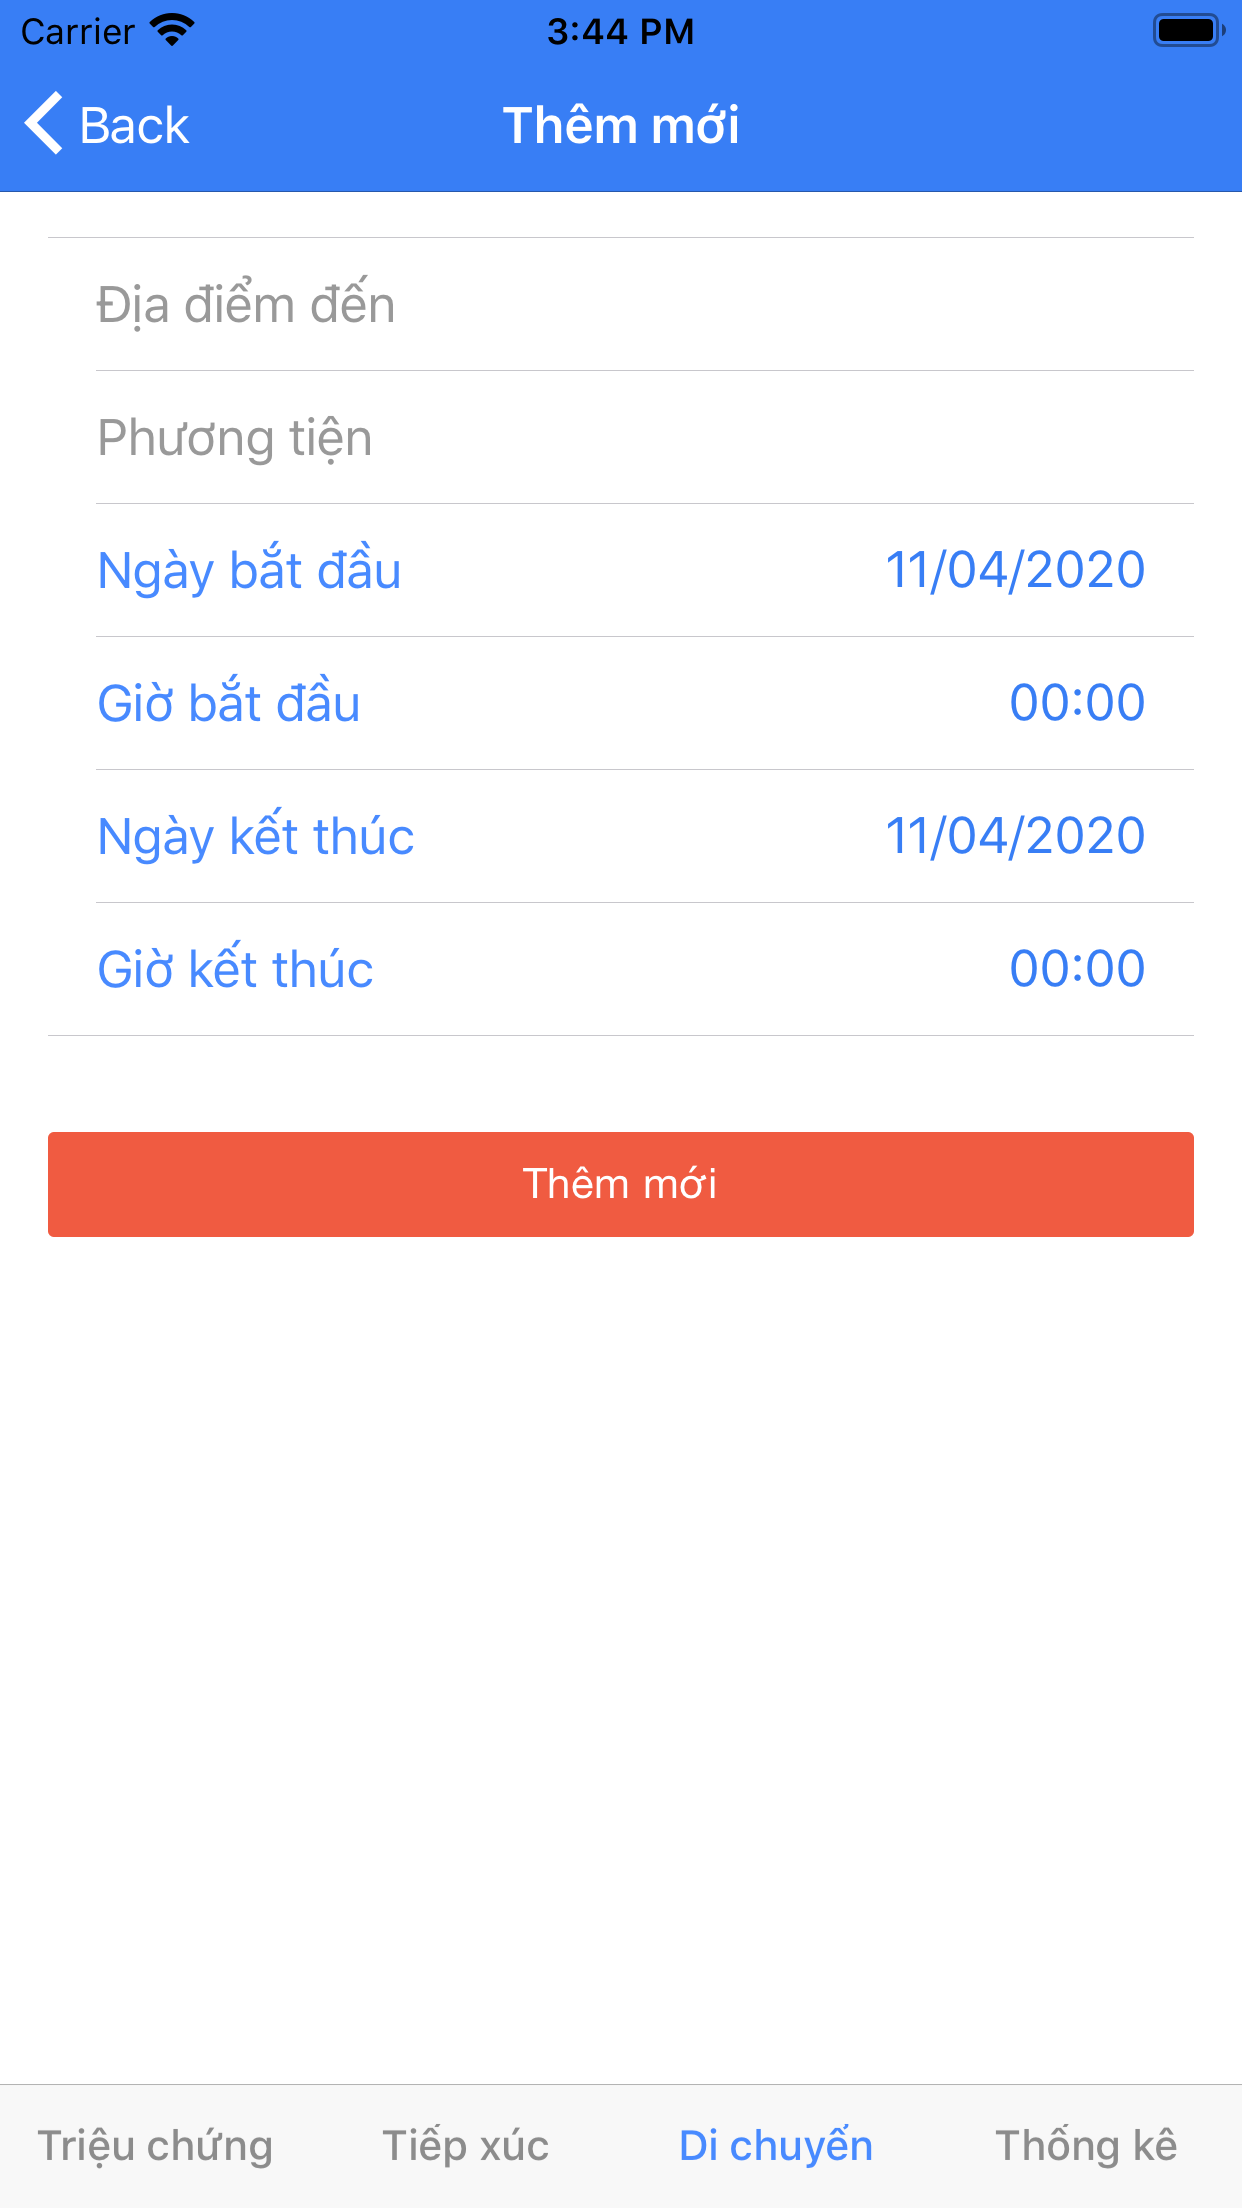 Carrier 3:44 PM
Back Thêm mới
Địa điểm đến
Phương tiện
Ngày bắt đầu 11/04/2020
Giờ bắt đầu 00:00
Ngày kết thúc 11/04/2020
Giờ kết thúc 00:00
Thêm mới
Triệu chứng Tiếp xúc Di chuyển Thống kê